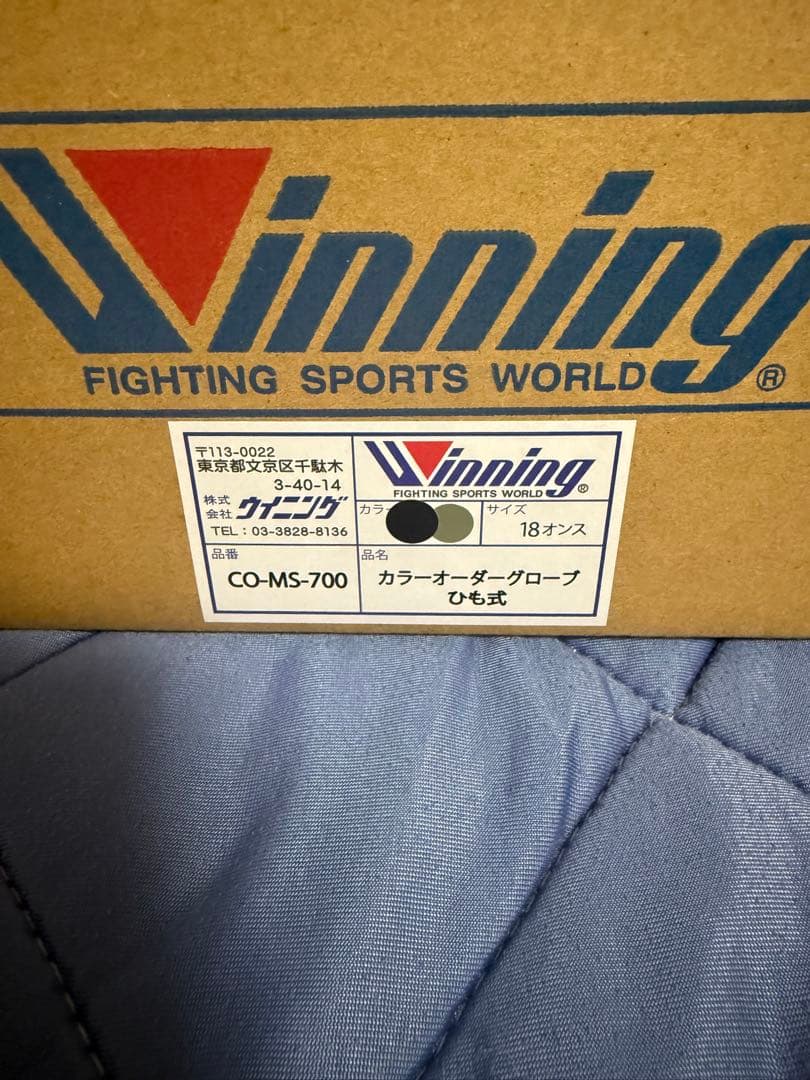 Winning
FIGHTING SPORTS WORLD®
〒113-0022
東京都文京区千駄木
3-40-14
株式会社 ウイニング
TEL：03-3828-8136
Winning
FIGHTING SPORTS WORLD®
カラー
サイズ
18オンス
品番
CO-MS-700
品名
カラーオーダーグローブ
ひも式